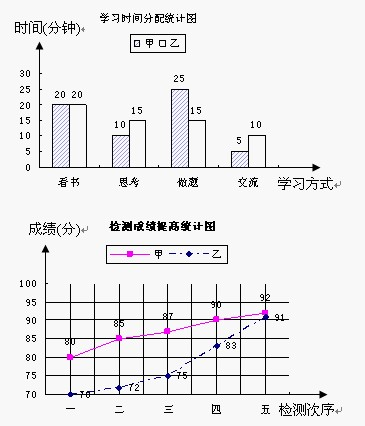 学习时间分配统计图
时间(分钟)
甲 乙
30
25
20
15
10
5
0
20 20
10 15
25 15
5 10
看书 思考 做题 交流
学习方式
成绩(分)
检测成绩提高统计图
甲 乙
100
95
90
85
80
75
70
80 85 87 90 92
70 72 75 83 91
一 二 三 四 五
检测次序